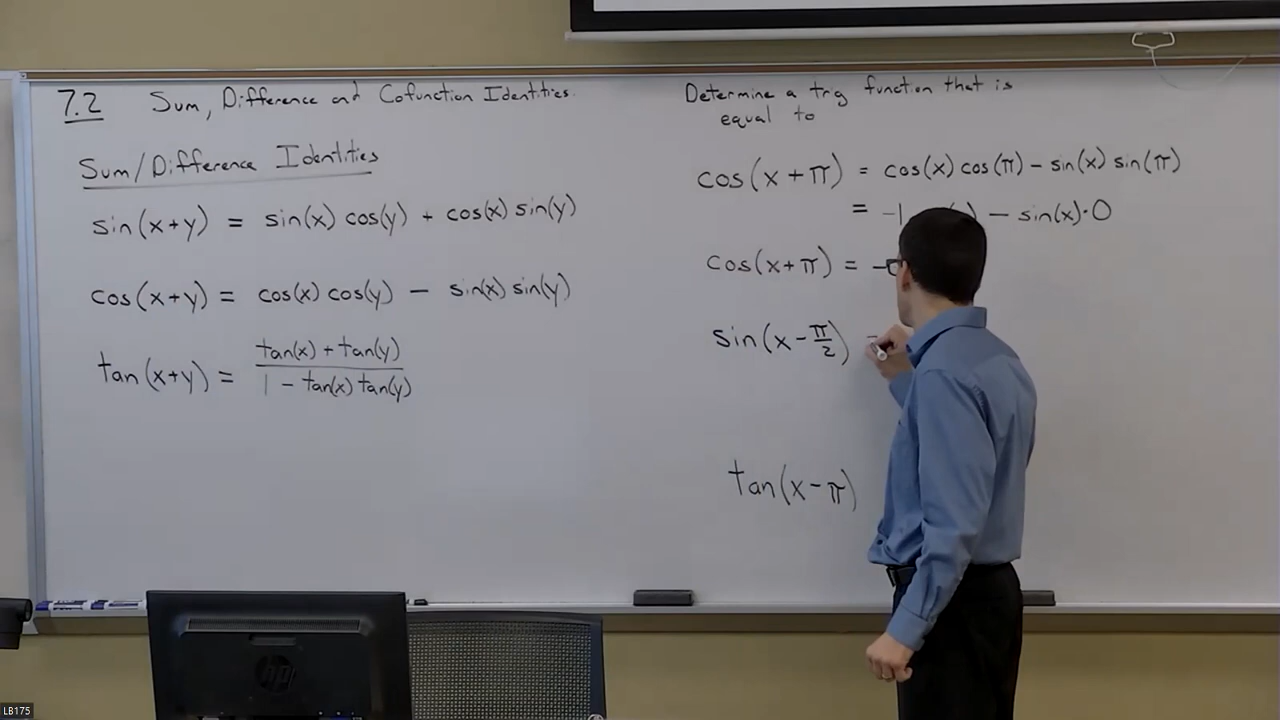 7.2 Sum, Difference and Cofunction Identities.
Sum/Difference Identities
sin(x+y) = sin(x) cos(y) + cos(x) sin(y)
cos(x+y) = cos(x) cos(y) - sin(x) sin(y)
tan(x+y) = tan(x) + tan(y)
1 - tan(x) tan(y)
Determine a trig function that is
equal to
cos(x+π) = cos(x) cos(π) - sin(x) sin(π)
= -1 - sin(x)·0
cos(x+π) = -
sin(x-π/2) =
tan(x-π)
hp
LB175